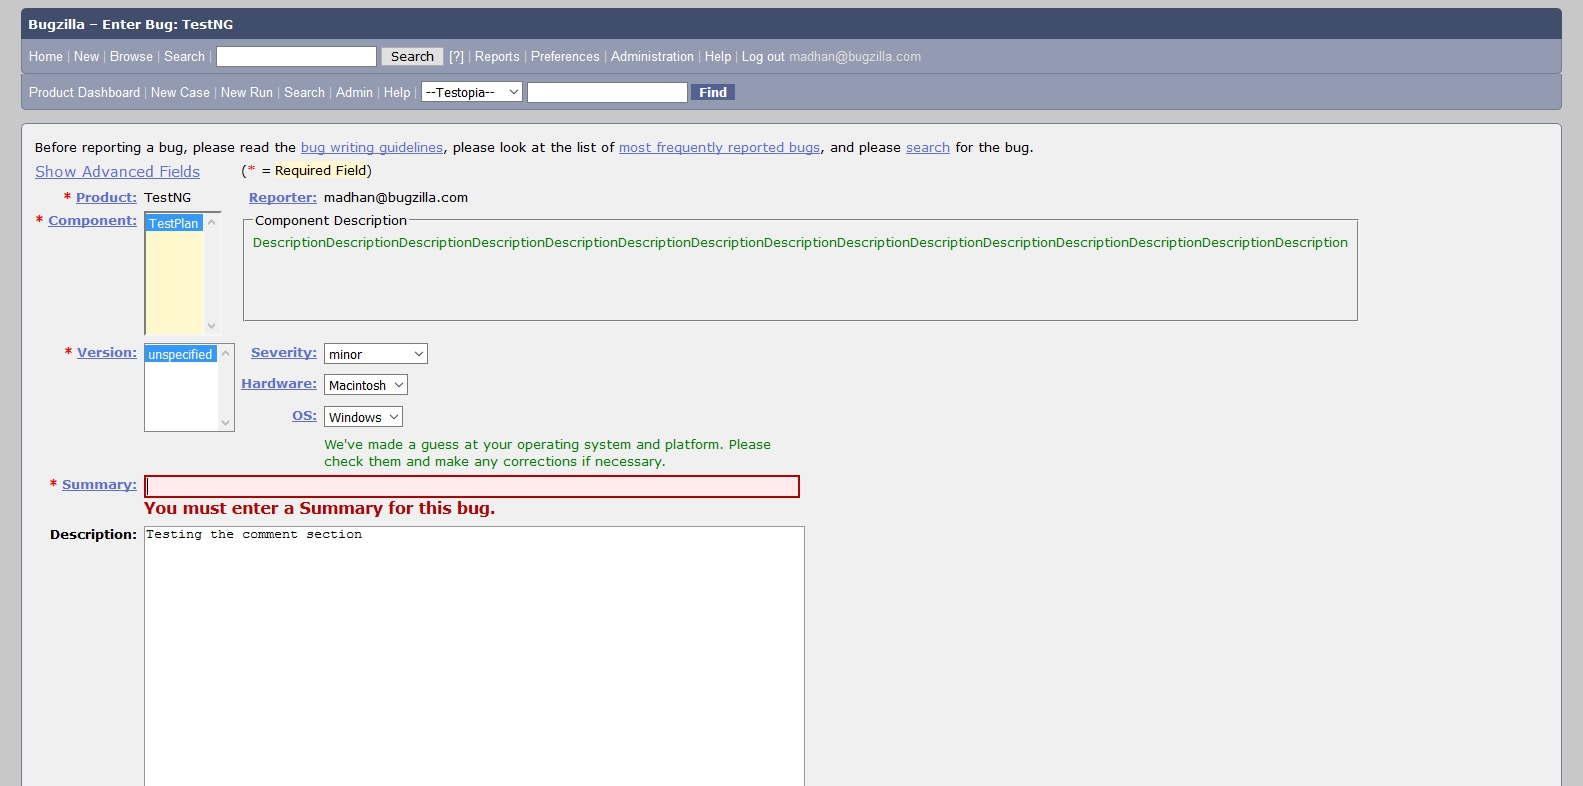 Bugzilla – Enter Bug: TestNG
Home | New | Browse | Search | Search [?] | Reports | Preferences | Administration | Help | Log out madhan@bugzilla.com
Product Dashboard | New Case | New Run | Search | Admin | Help | --Testopia-- Find
Before reporting a bug, please read the bug writing guidelines, please look at the list of most frequently reported bugs, and please search for the bug.
Show Advanced Fields (* = Required Field)
* Product: TestNG Reporter: madhan@bugzilla.com
* Component: TestPlan Component Description
DescriptionDescriptionDescriptionDescriptionDescriptionDescriptionDescriptionDescriptionDescriptionDescriptionDescriptionDescriptionDescriptionDescriptionDescription
* Version: unspecified Severity: minor
Hardware: Macintosh
OS: Windows
We've made a guess at your operating system and platform. Please
check them and make any corrections if necessary.
* Summary:
You must enter a Summary for this bug.
Description: Testing the comment section